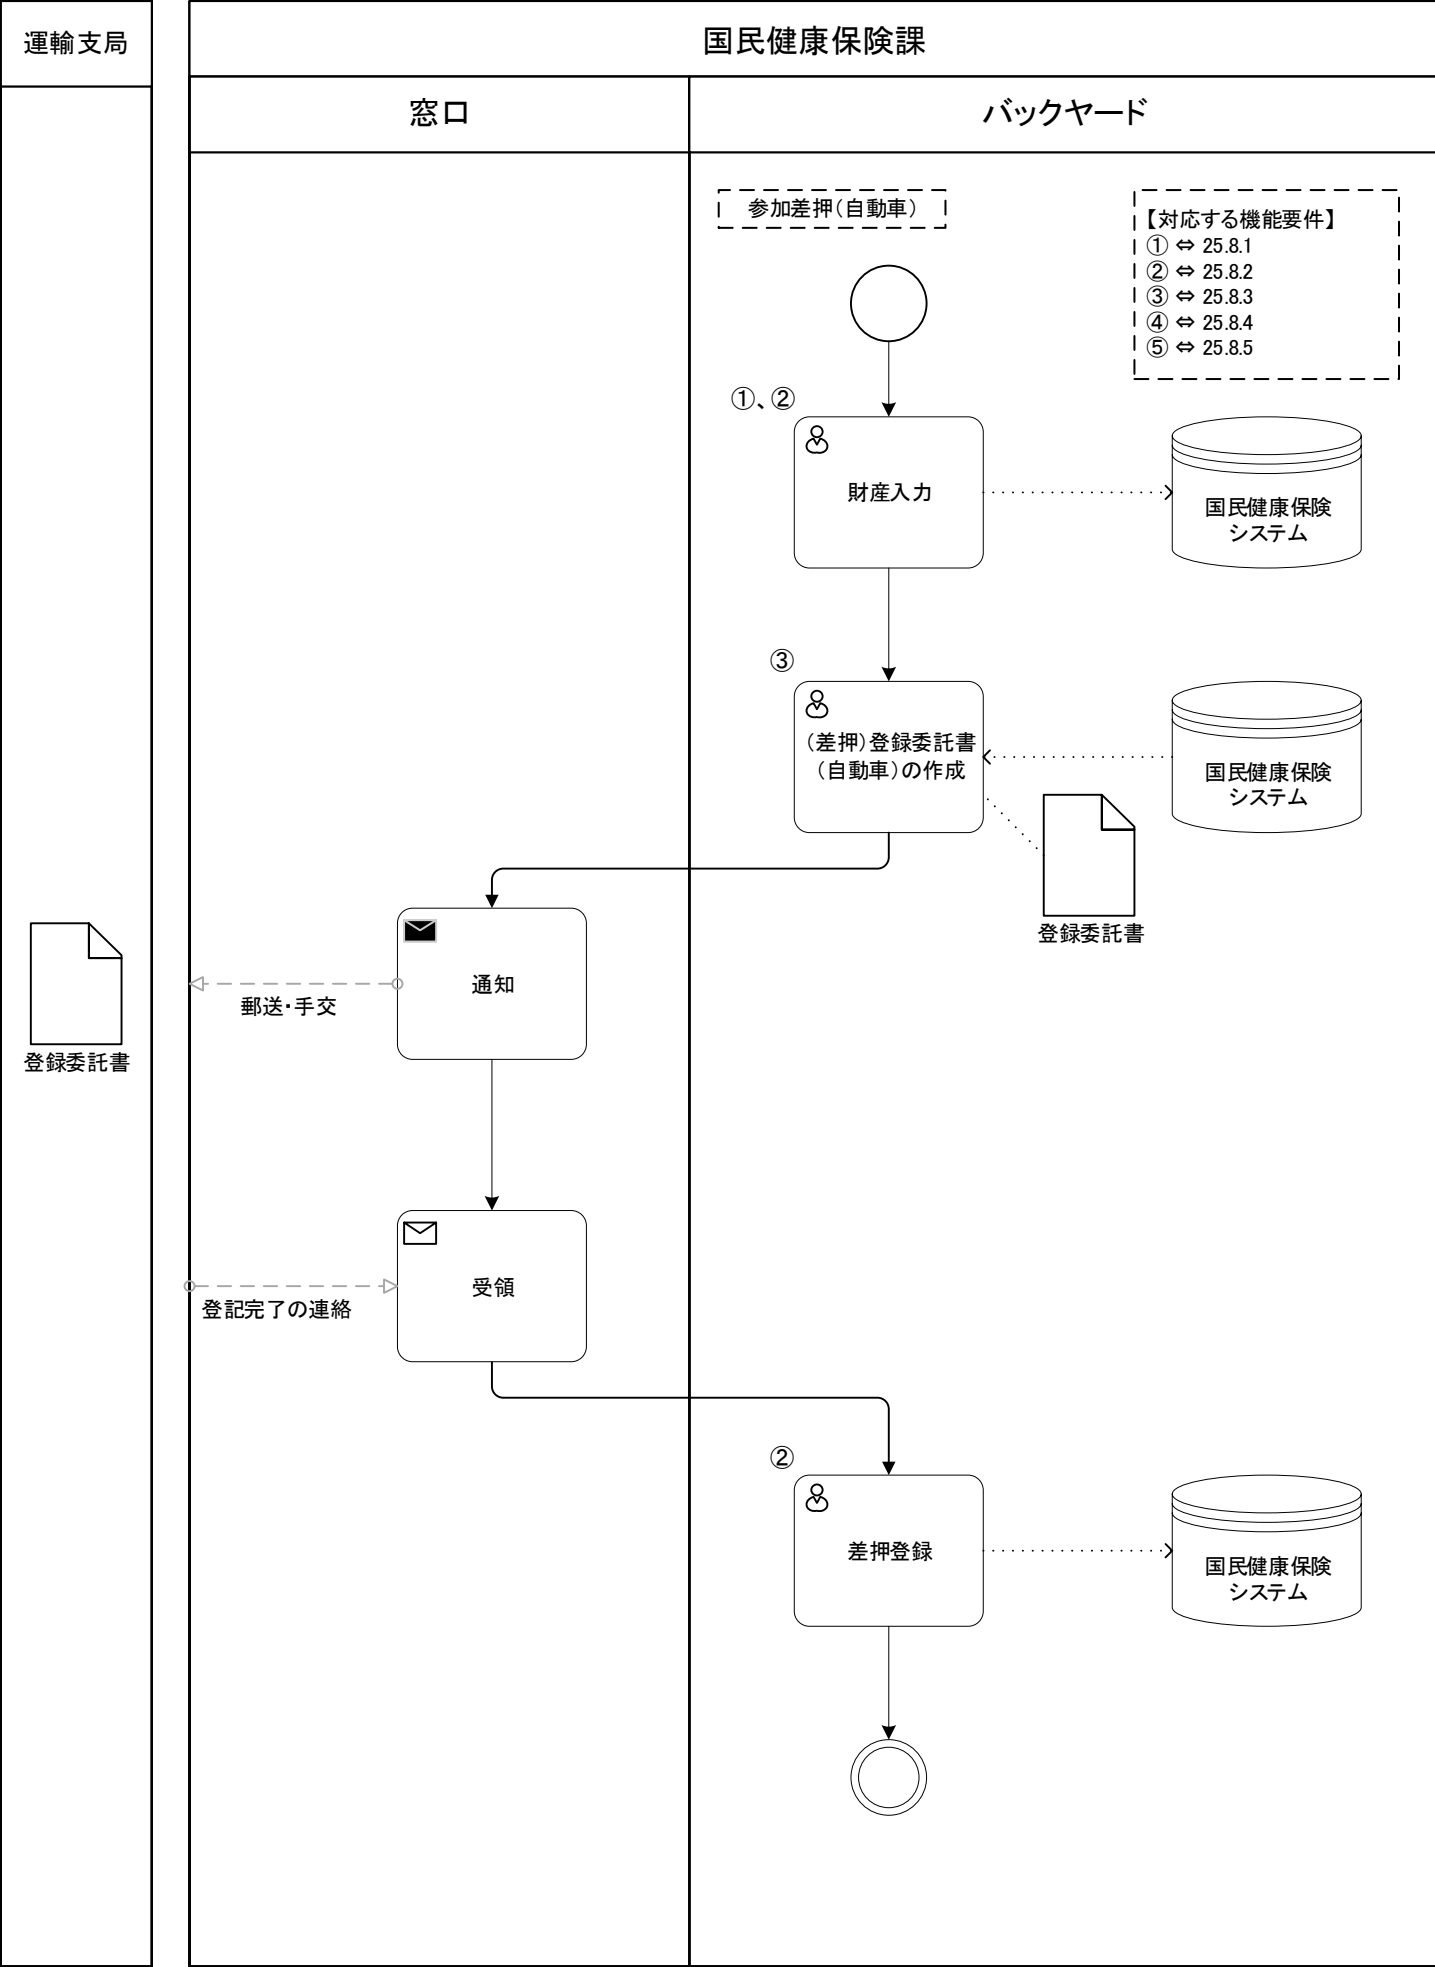 運輸支局
国民健康保険課
窓口
バックヤード
参加差押（自動車）
【対応する機能要件】
① ⇔ 25.8.1
② ⇔ 25.8.2
③ ⇔ 25.8.3
④ ⇔ 25.8.4
⑤ ⇔ 25.8.5
①、②
財産入力
国民健康保険
システム
③
（差押）登録委託書
（自動車）の作成
国民健康保険
システム
登録委託書
通知
郵送・手交
登録委託書
受領
登記完了の連絡
②
差押登録
国民健康保険
システム